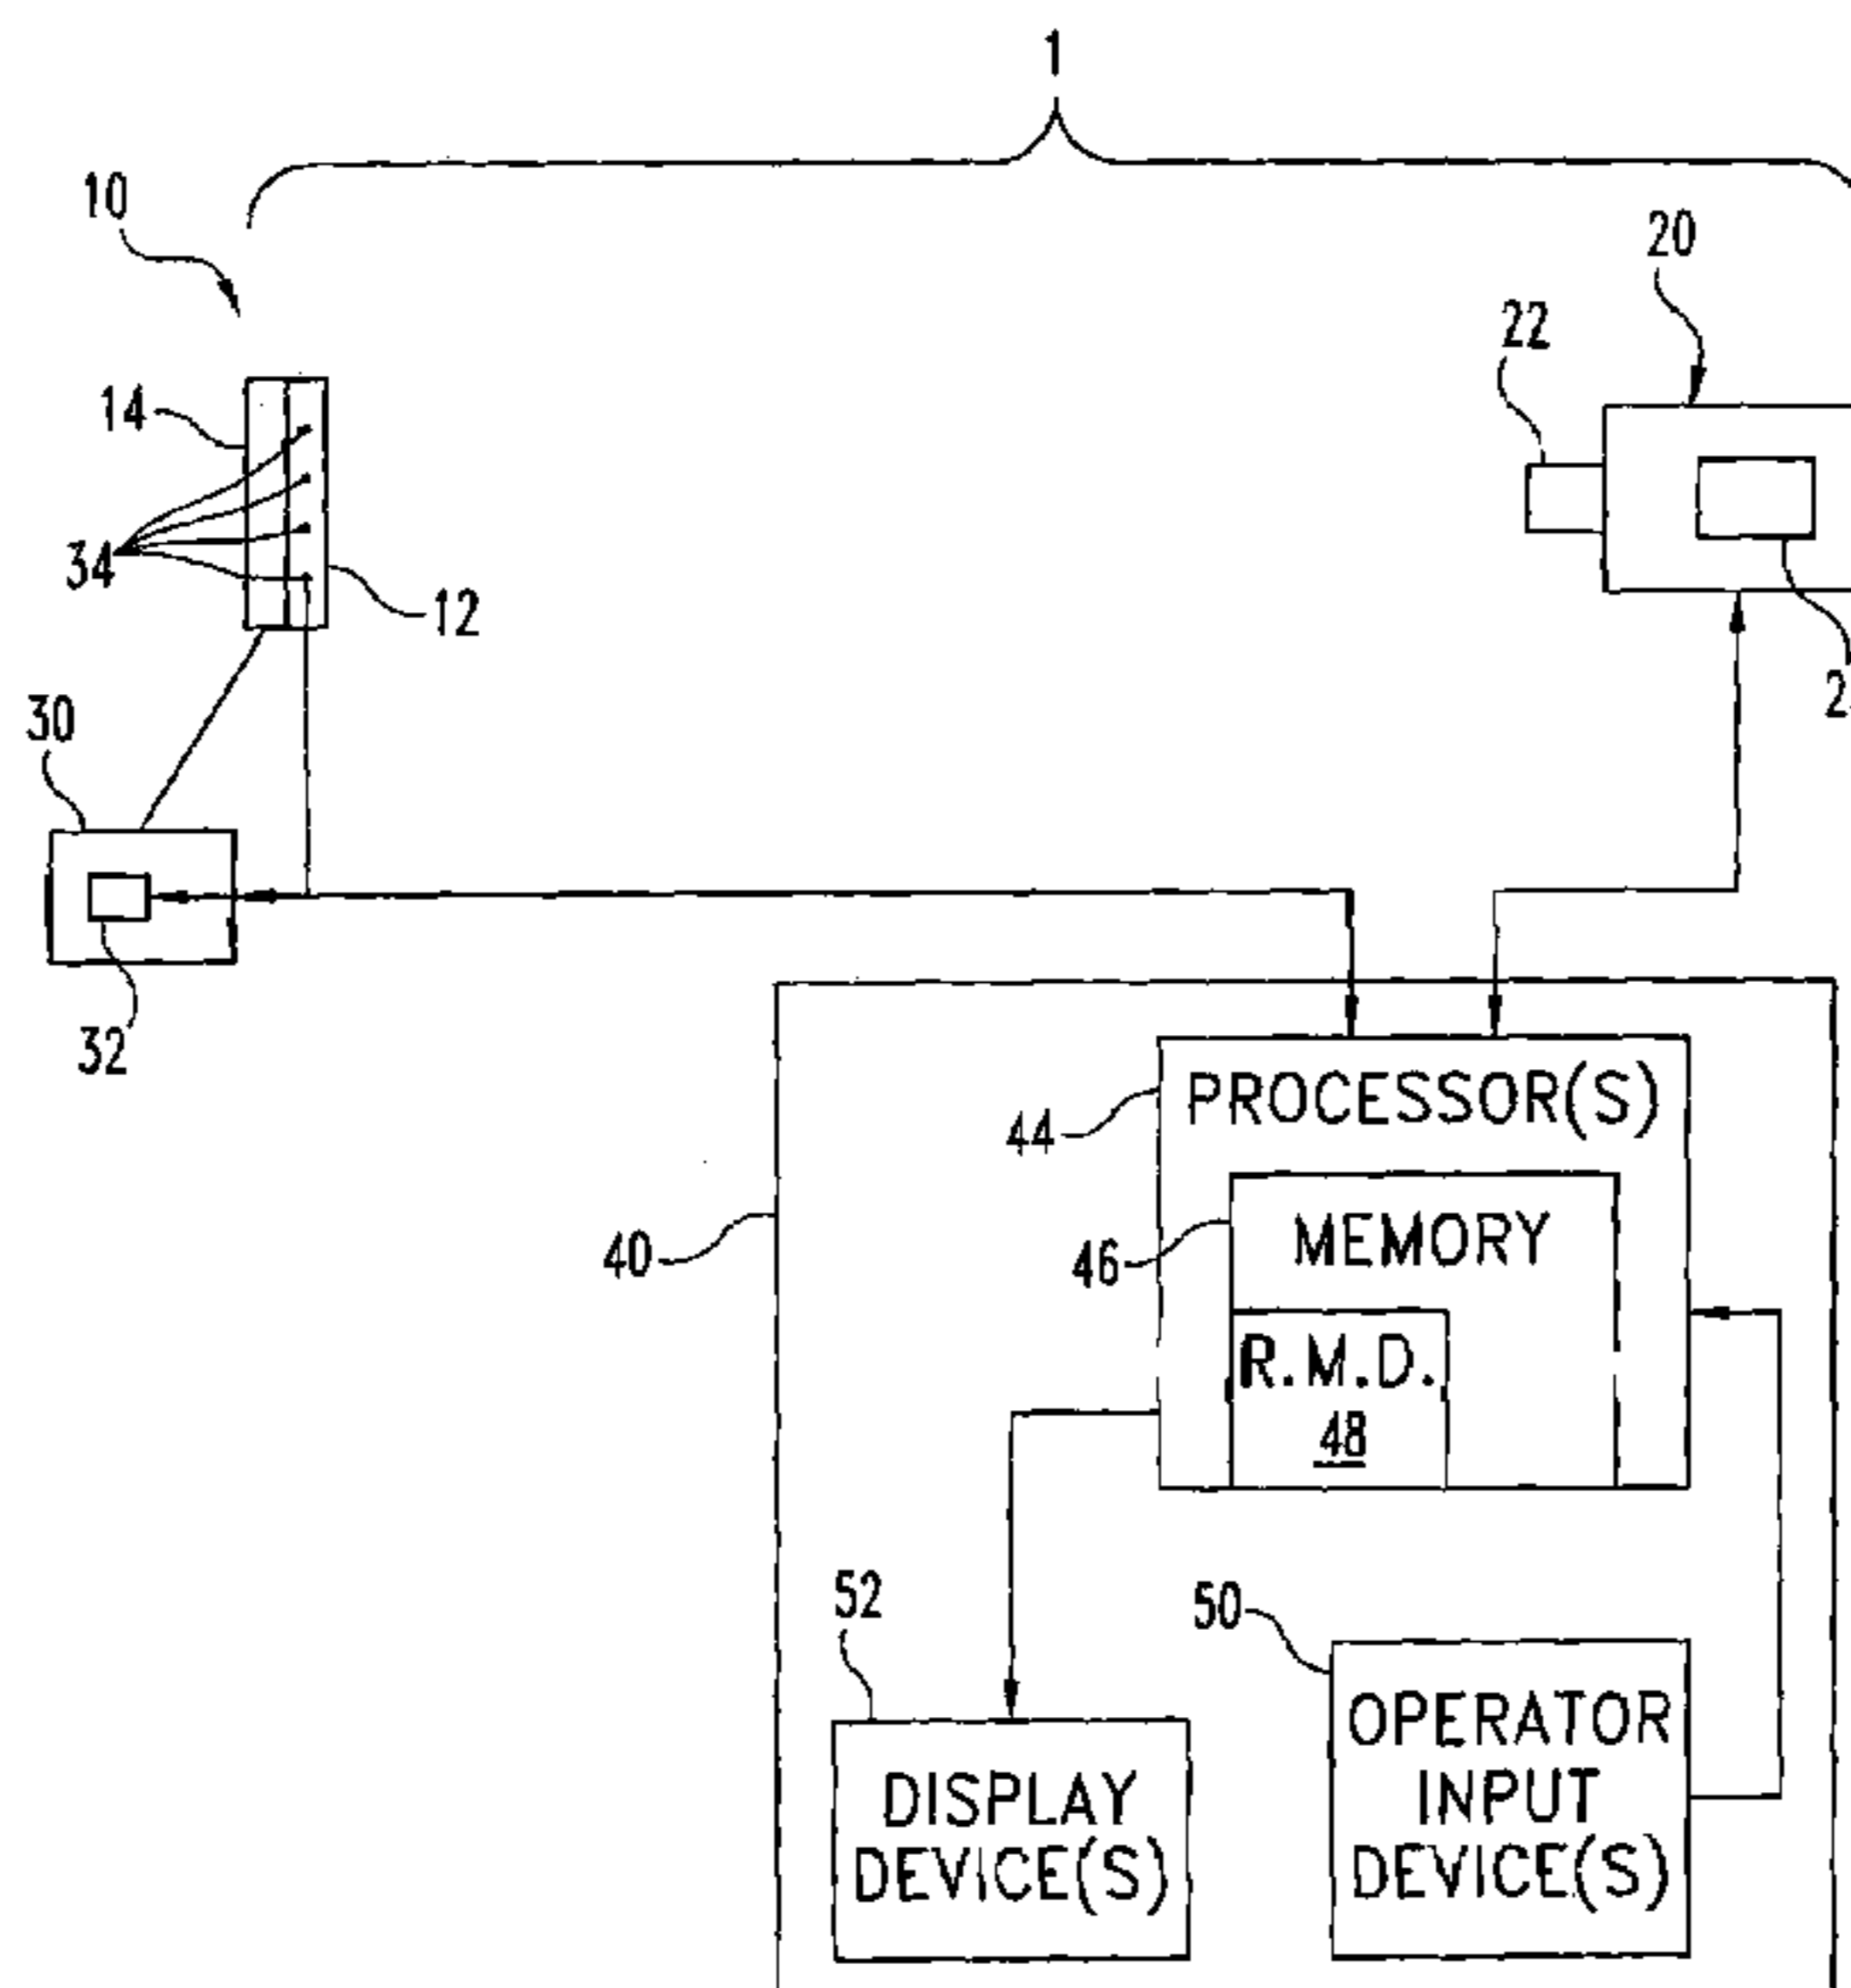 1
10
20
22
14
34
12
30
32
PROCESSOR(S)
44
MEMORY
40
46
R.M.D.
48
52
50
OPERATOR
INPUT
DEVICE(S)
DISPLAY
DEVICE(S)